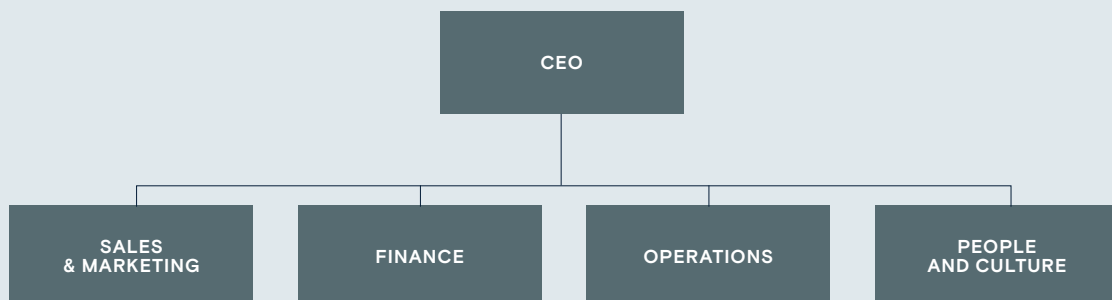 CEO
SALES
& MARKETING
FINANCE
OPERATIONS
PEOPLE
AND CULTURE